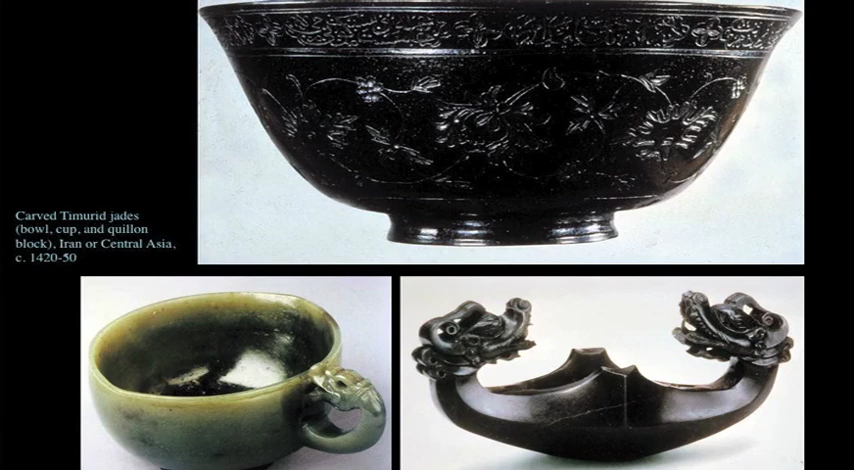 Carved Timurid jades
(bowl, cup, and quillon
block), Iran or Central Asia,
c. 1420-50